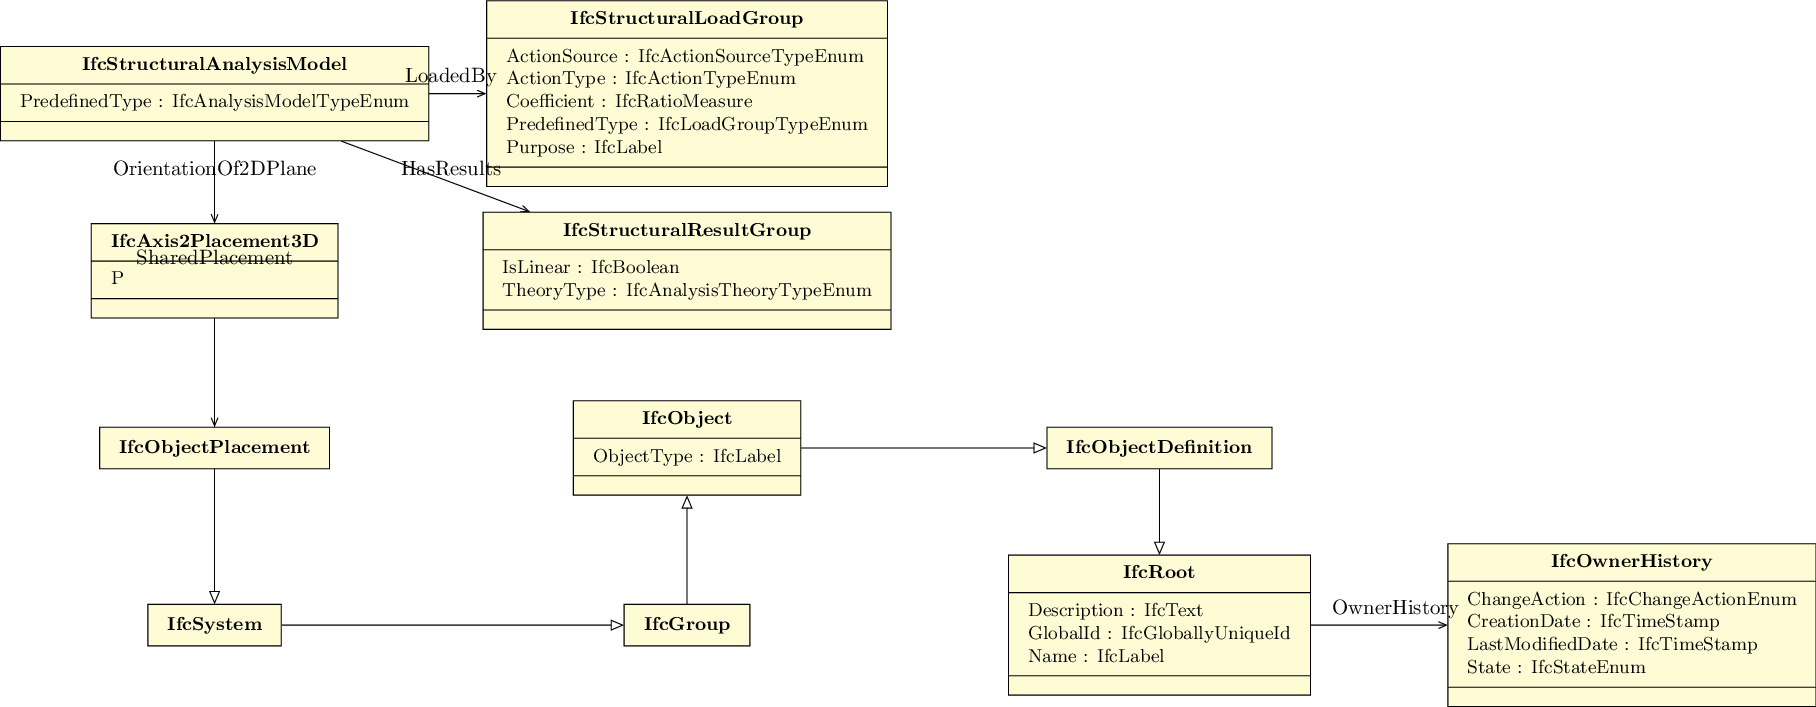 IfcStructuralAnalysisModel
PredefinedType : IfcAnalysisModelTypeEnum
LoadedBy
IfcStructuralLoadGroup
ActionSource : IfcActionSourceTypeEnum
ActionType : IfcActionTypeEnum
Coefficient : IfcRatioMeasure
PredefinedType : IfcLoadGroupTypeEnum
Purpose : IfcLabel
OrientationOf2DPlane
HasResults
IfcAxis2Placement3D
SharedPlacement
P
IfcStructuralResultGroup
IsLinear : IfcBoolean
TheoryType : IfcAnalysisTheoryTypeEnum
IfcObjectPlacement
IfcObject
ObjectType : IfcLabel
IfcObjectDefinition
IfcSystem
IfcGroup
IfcRoot
Description : IfcText
GlobalId : IfcGloballyUniqueId
Name : IfcLabel
OwnerHistory
IfcOwnerHistory
ChangeAction : IfcChangeActionEnum
CreationDate : IfcTimeStamp
LastModifiedDate : IfcTimeStamp
State : IfcStateEnum